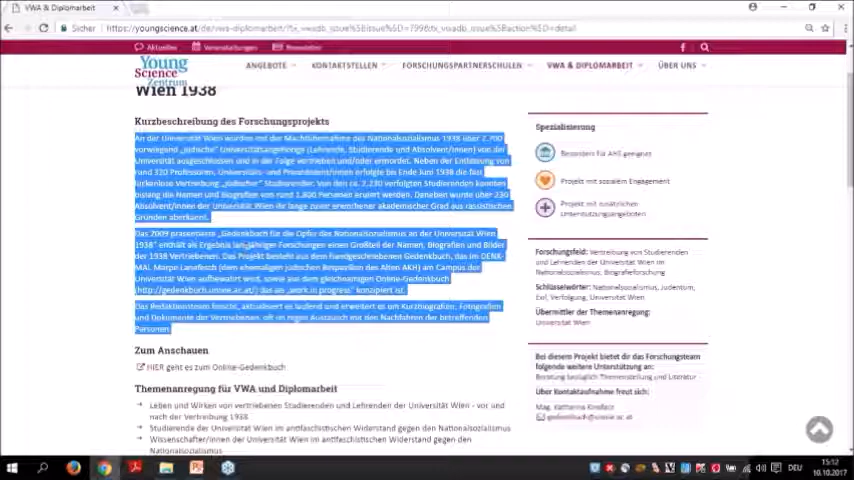 VWA & Diplomarbeit
Sicher
https://youngscience.at/de/vwa-diplomarbeit/
Aktuelles
Veranstaltungen
Newsletter
Young
Science
Zentrum
ANGEBOTE
KONTAKTSTELLEN
FORSCHUNGSPARTNERSCHULEN
VWA & DIPLOMARBEIT
ÜBER UNS
Wien 1938
Kurzbeschreibung des Forschungsprojekts
An der Universität Wien wurden mit der Machtübernahme des Nationalsozialismus 1938 über 2.700
vorwiegend „jüdische“ Universitätsangehörige (Lehrende, Studierende und Absolvent/innen) von der
Universität ausgeschlossen und in der Folge vertrieben und/oder ermordet. Neben der Entlassung von
rund 320 Professoren, Universitäts- und Privatdozent/innen erfolgte bis Ende Juni 1938 die fast
lückenlose Vertreibung „jüdischer“ Studierender. Von den ca. 2.230 verfolgten Studierenden konnten
bislang die Namen und Biografien von rund 1.800 Personen eruiert werden. Daneben wurde über 230
Absolvent/innen der Universität Wien ihr lange zuvor erworbener akademischer Grad aus rassistischen
Gründen aberkannt.
Das 2009 präsentierte „Gedenkbuch für die Opfer des Nationalsozialismus an der Universität Wien
1938“ enthält als Ergebnis langjähriger Forschungen einen Großteil der Namen, Biografien und Bilder
der 1938 Vertriebenen. Das Projekt besteht aus dem handgeschriebenen Gedenkbuch, das im DENK-
MAL Marpe Lanefesch (dem ehemaligen jüdischen Bethaus des Alten AKH) am Campus der
Universität Wien aufbewahrt wird, sowie aus dem gleichnamigen Online-Gedenkbuch
(http://gedenkbuch.univie.ac.at/) das als „work in progress“ konzipiert ist.
Das Redaktionsteam forscht, aktualisiert es laufend und erweitert es um Kurzbiografien, Fotografien
und Dokumente der Vertriebenen, oft im regen Austausch mit den Nachfahren der betreffenden
Personen.
Zum Anschauen
HIER geht es zum Online-Gedenkbuch
Themenanregung für VWA und Diplomarbeit
Leben und Wirken von vertriebenen Studierenden und Lehrenden der Universität Wien - vor und
nach der Vertreibung 1938
Studierende der Universität Wien im antifaschistischen Widerstand gegen den Nationalsozialismus
Wissenschafter/innen der Universität Wien im antifaschistischen Widerstand gegen den
Nationalsozialismus
Spezialisierung
Besonders für AHS geeignet
Projekt mit sozialem Engagement
Projekt mit zusätzlichen
Unterstützungsangeboten
Forschungsfeld: Vertreibung von Studierenden
und Lehrenden der Universität Wien im
Nationalsozialismus, Biografieforschung
Schlüsselwörter: Nationalsozialismus, Judentum,
Exil, Verfolgung, Universität Wien
Übermittler der Themenanregung:
Universität Wien
Bei diesem Projekt bietet dir das Forschungsteam
folgende weitere Unterstützung an:
Beratung bezüglich Themenstellung und Literatur
Über Kontaktaufnahme freut sich:
Mag. Katharina Kniefacz
gedenkbuch@univie.ac.at
DEU
15:12
10.10.2017